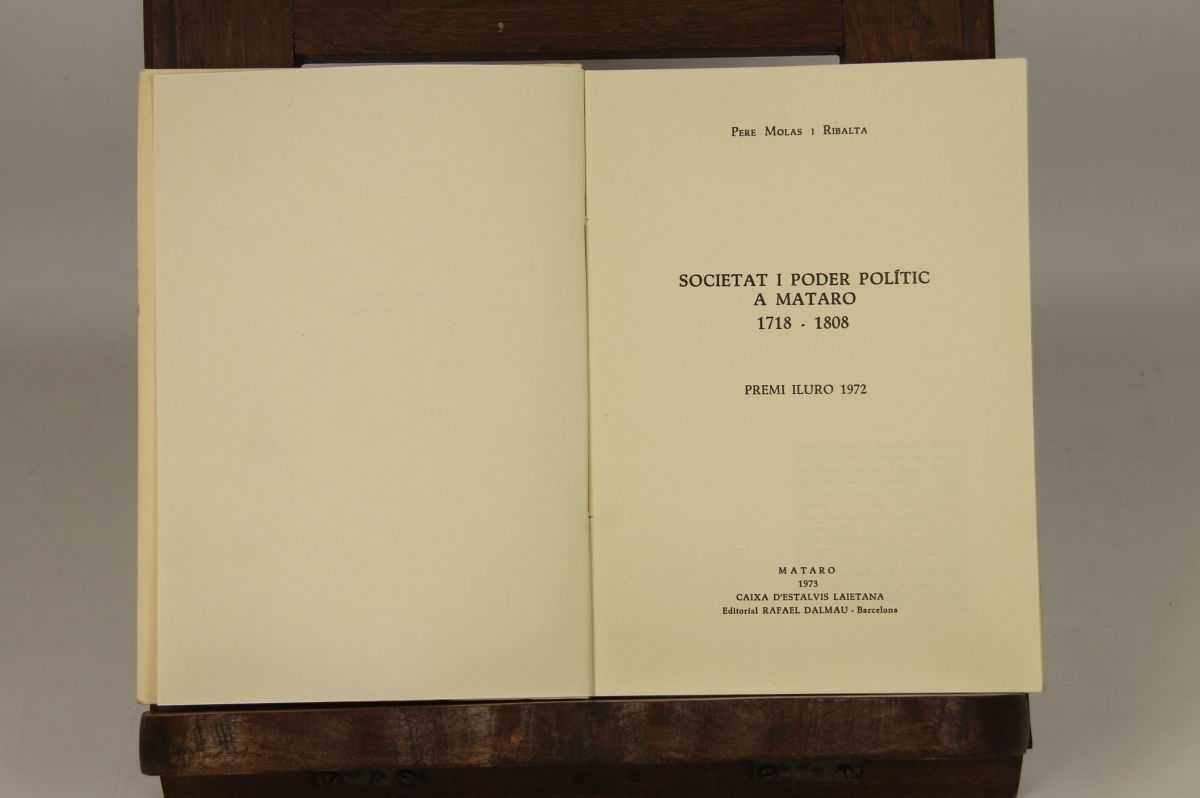 PERE MOLAS I RIBALTA
SOCIETAT I PODER POLÍTIC
A MATARO
1718 - 1808
PREMI ILURO 1972
MATARO
1973
CAIXA D'ESTALVIS LAIETANA
Editorial RAFAEL DALMAU - Barcelona